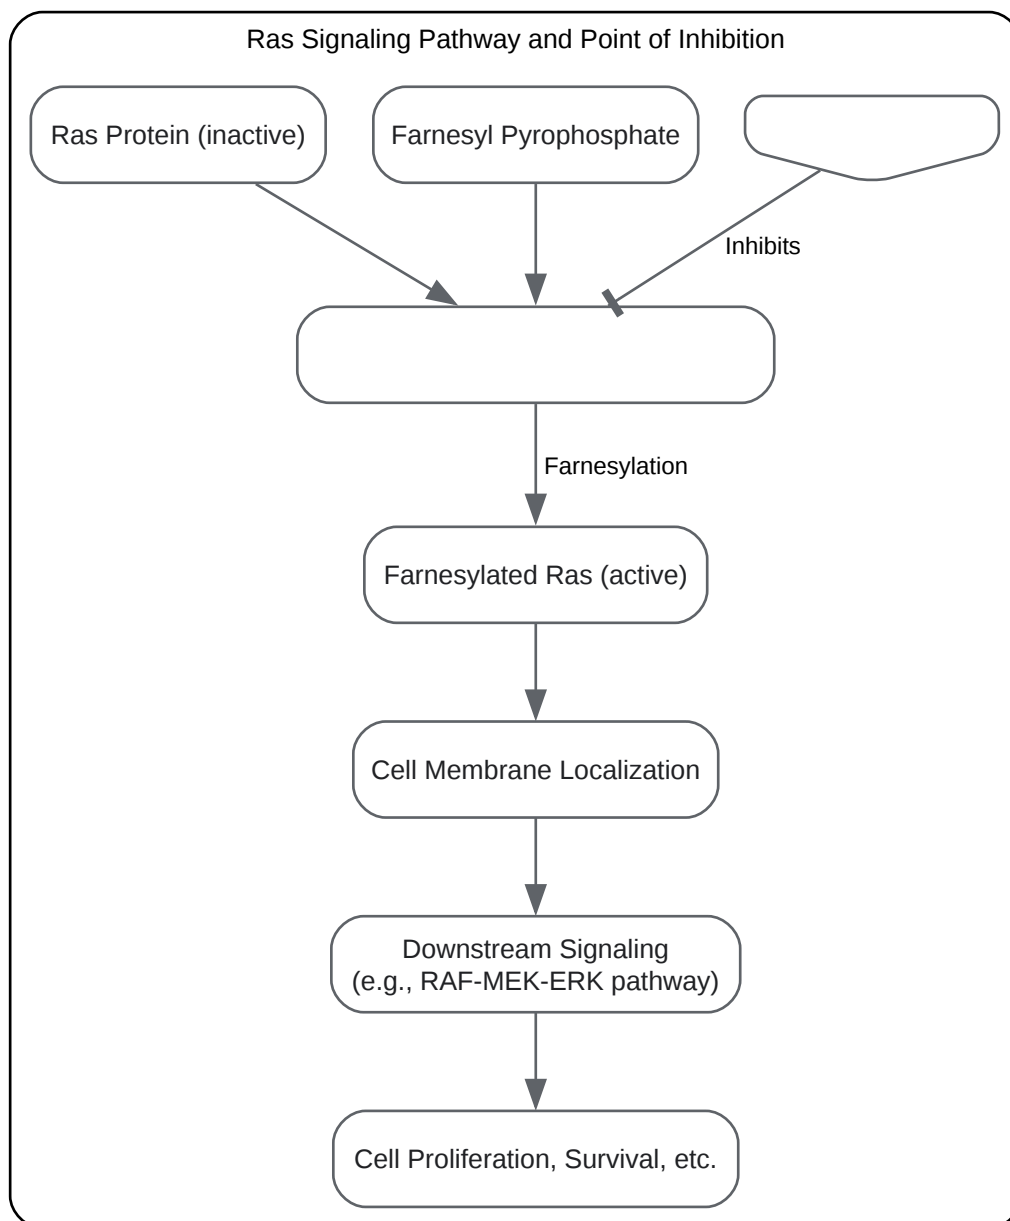 Ras Signaling Pathway and Point of Inhibition
Ras Protein (inactive)
Farnesyl Pyrophosphate
Inhibits
Farnesylation
Farnesylated Ras (active)
Cell Membrane Localization
Downstream Signaling
(e.g., RAF-MEK-ERK pathway)
Cell Proliferation, Survival, etc.